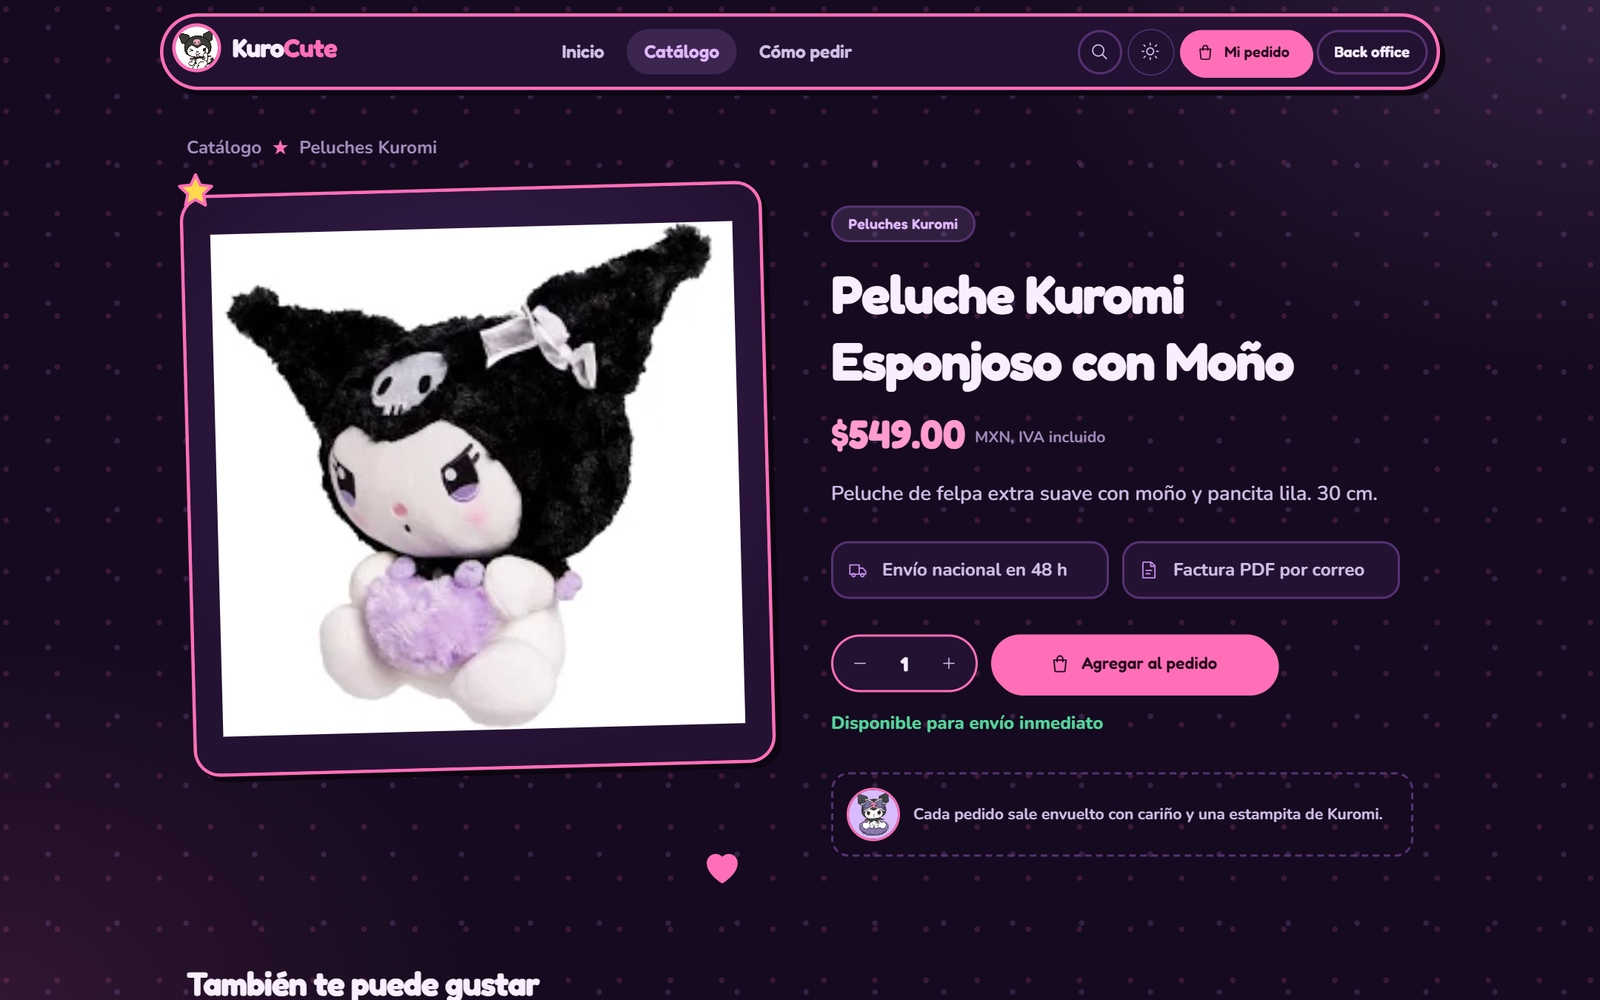 KuroCute
Inicio
Catálogo
Cómo pedir
Mi pedido
Back office
Catálogo ★ Peluches Kuromi
Peluches Kuromi
Peluche Kuromi
Esponjoso con Moño
$549.00 MXN, IVA incluido
Peluche de felpa extra suave con moño y pancita lila. 30 cm.
Envío nacional en 48 h
Factura PDF por correo
− 1 +
Agregar al pedido
Disponible para envío inmediato
Cada pedido sale envuelto con cariño y una estampita de Kuromi.
También te puede gustar